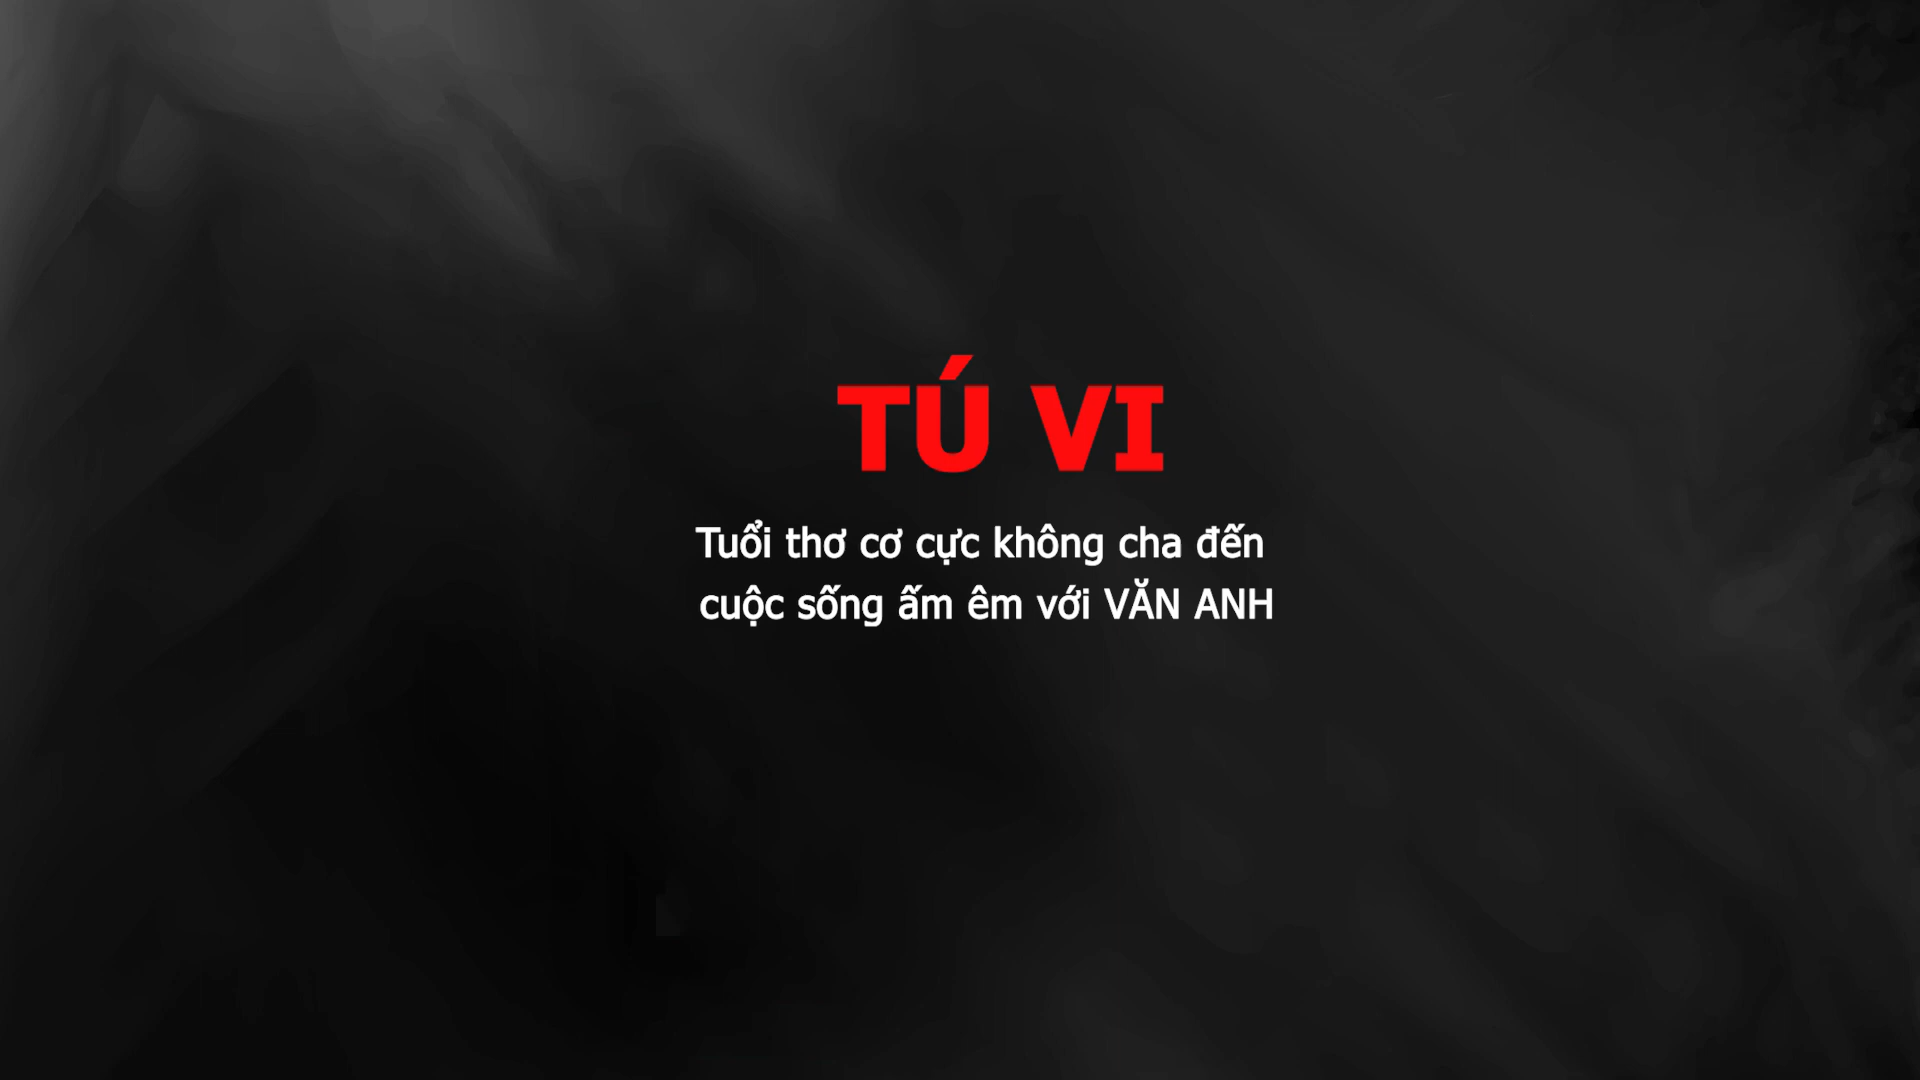 TÚ VI
Tuổi thơ cơ cực không cha đến
cuộc sống ấm êm với VĂN ANH